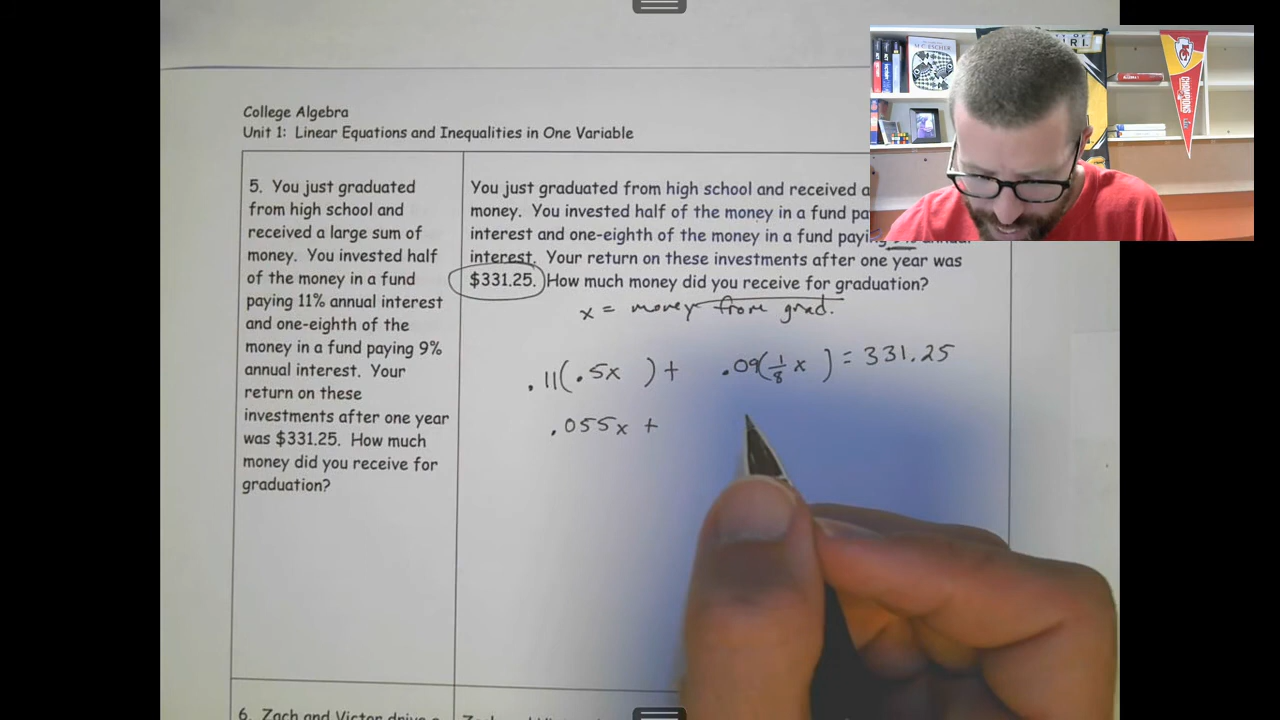 College Algebra
Unit 1: Linear Equations and Inequalities in One Variable
5. You just graduated
from high school and
received a large sum of
money. You invested half
of the money in a fund
paying 11% annual interest
and one-eighth of the
money in a fund paying 9%
annual interest. Your
return on these
investments after one year
was $331.25. How much
money did you receive for
graduation?
You just graduated from high school and received a
money. You invested half of the money in a fund pa
interest and one-eighth of the money in a fund paying
interest. Your return on these investments after one year was
$331.25. How much money did you receive for graduation?
x = money from grad.
.11(.5x ) + .09(1/8 x ) = 331.25
.055x +
6. Zach and Victor drive
M.C. ESCHER
CHAMPIONS